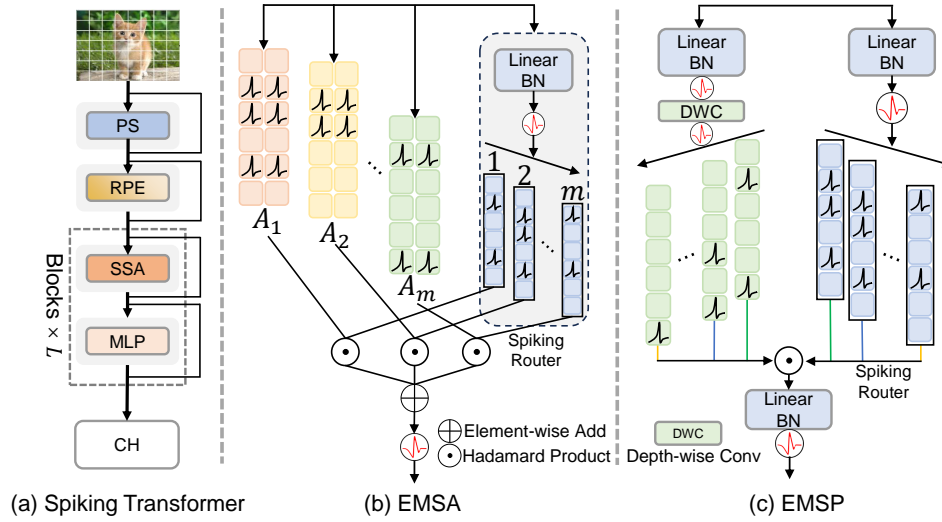 PS
RPE
SSA
MLP
CH
Blocks × L
(a) Spiking Transformer
Linear
BN
1
2
m
A₁
A₂
Aₘ
...
...
Spiking
Router
Element-wise Add
Hadamard Product
(b) EMSA
Linear
BN
DWC
Linear
BN
...
...
Spiking
Router
Linear
BN
DWC
Depth-wise Conv
(c) EMSP